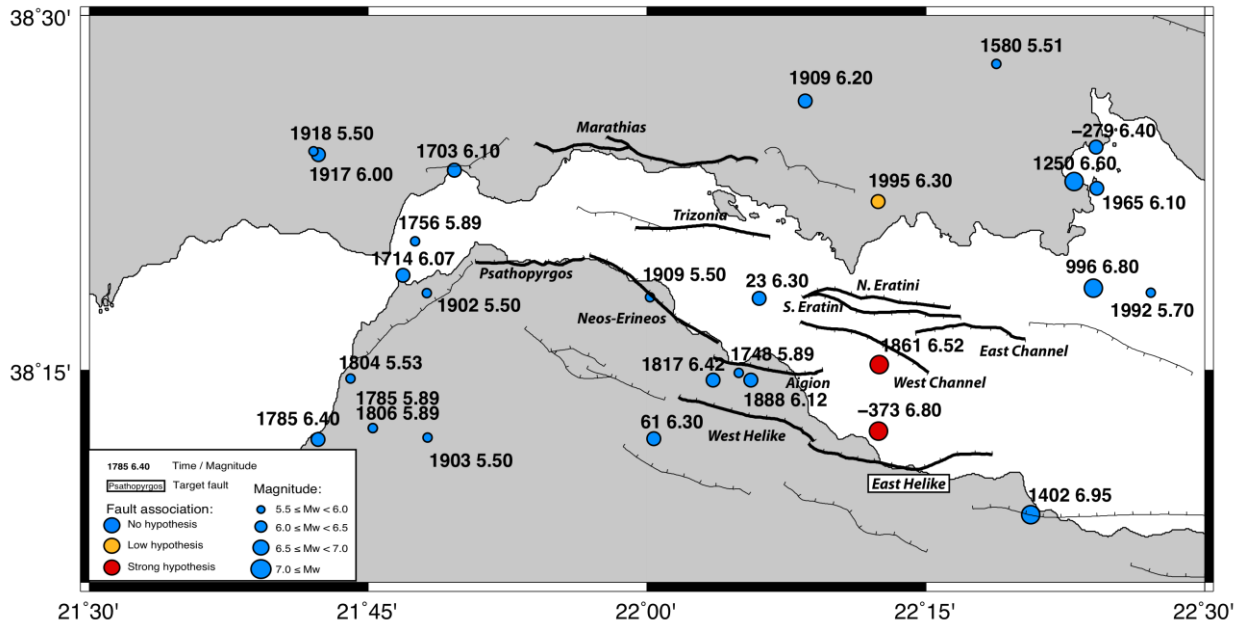 38°30'
1580 5.51
1909 6.20
Marathias
1918 5.50
1917 6.00
1703 6.10
−279 6.40
1250 6.60
1965 6.10
1995 6.30
Trizonia
1756 5.89
1714 6.07
Psathopyrgos
1902 5.50
1909 5.50
23 6.30
N. Eratini
S. Eratini
996 6.80
1992 5.70
Neos-Erineos
East Channel
1861 6.52
West Channel
38°15'
1804 5.53
1817 6.42
1748 5.89
Aigion
1888 6.12
1785 5.89
1806 5.89
1785 6.40
1903 5.50
61 6.30
West Helike
−373 6.80
East Helike
1402 6.95
1785 6.40 Time / Magnitude
Psathopyrgos Target fault
Fault association:
No hypothesis
Low hypothesis
Strong hypothesis
Magnitude:
5.5 ≤ Mw < 6.0
6.0 ≤ Mw < 6.5
6.5 ≤ Mw < 7.0
7.0 ≤ Mw
21°30' 21°45' 22°00' 22°15' 22°30'